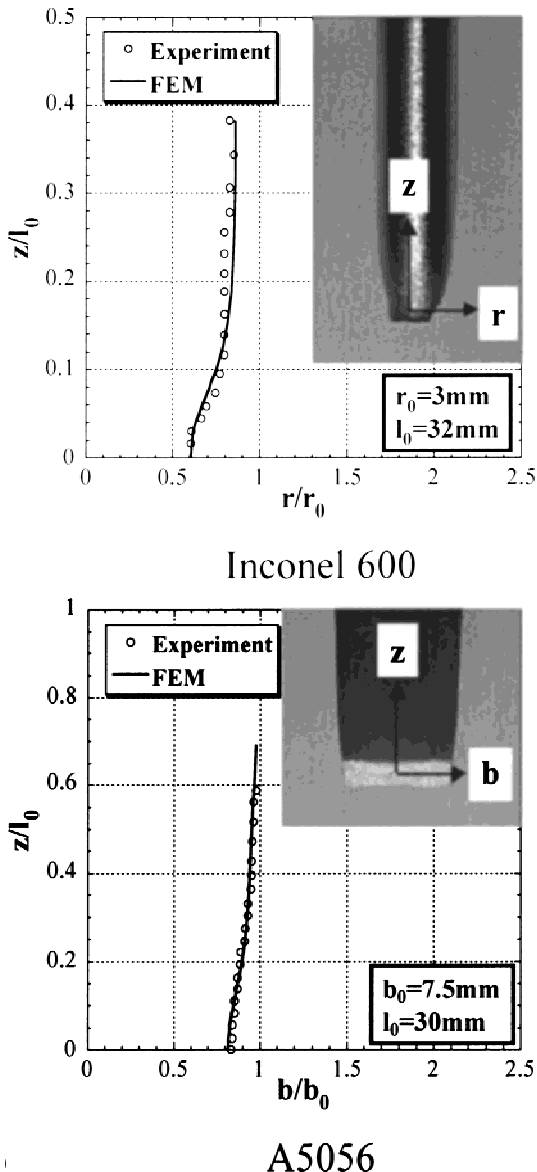 0.5
Experiment
FEM
0.4
0.3
z
z/l0
0.2
r
0.1
r0=3mm
l0=32mm
0
0 0.5 1 1.5 2 2.5
r/r0
Inconel 600
1
Experiment
z
FEM
0.8
b
0.6
z/l0
0.4
0.2
b0=7.5mm
l0=30mm
0
0 0.5 1 1.5 2 2.5
b/b0
A5056